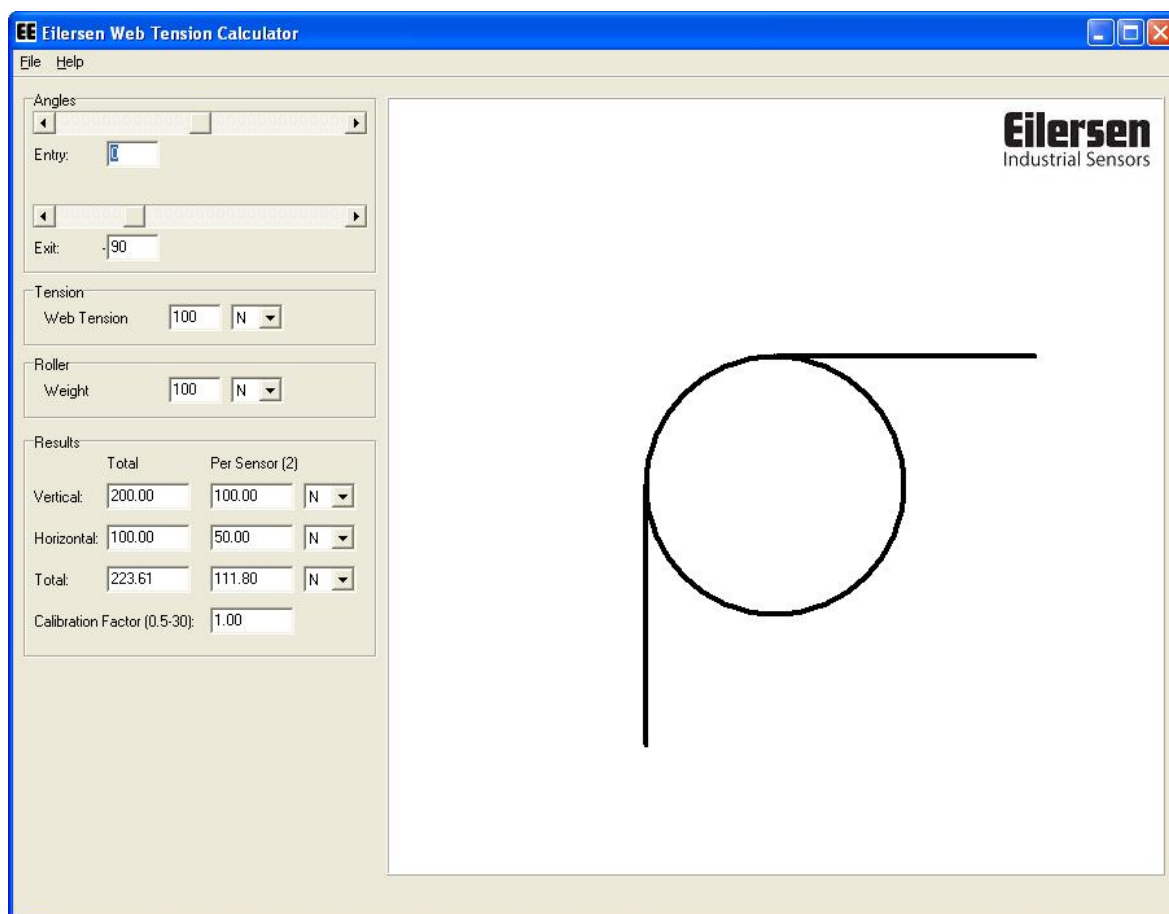 EE Eilersen Web Tension Calculator
File Help
Angles
Entry: 0
Exit: -90
Tension
Web Tension 100 N
Roller
Weight 100 N
Results
Total Per Sensor (2)
Vertical: 200.00 100.00 N
Horizontal: 100.00 50.00 N
Total: 223.61 111.80 N
Calibration Factor (0.5-30): 1.00
Eilersen
Industrial Sensors